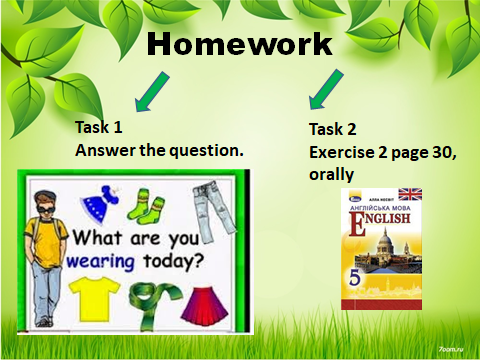 Homework
Task 1
Answer the question.
What are you
wearing today?
Task 2
Exercise 2 page 30,
orally
АЛЛА НЕСВІТ
АНГЛІЙСЬКА МОВА
ENGLISH
5
7oom.ru